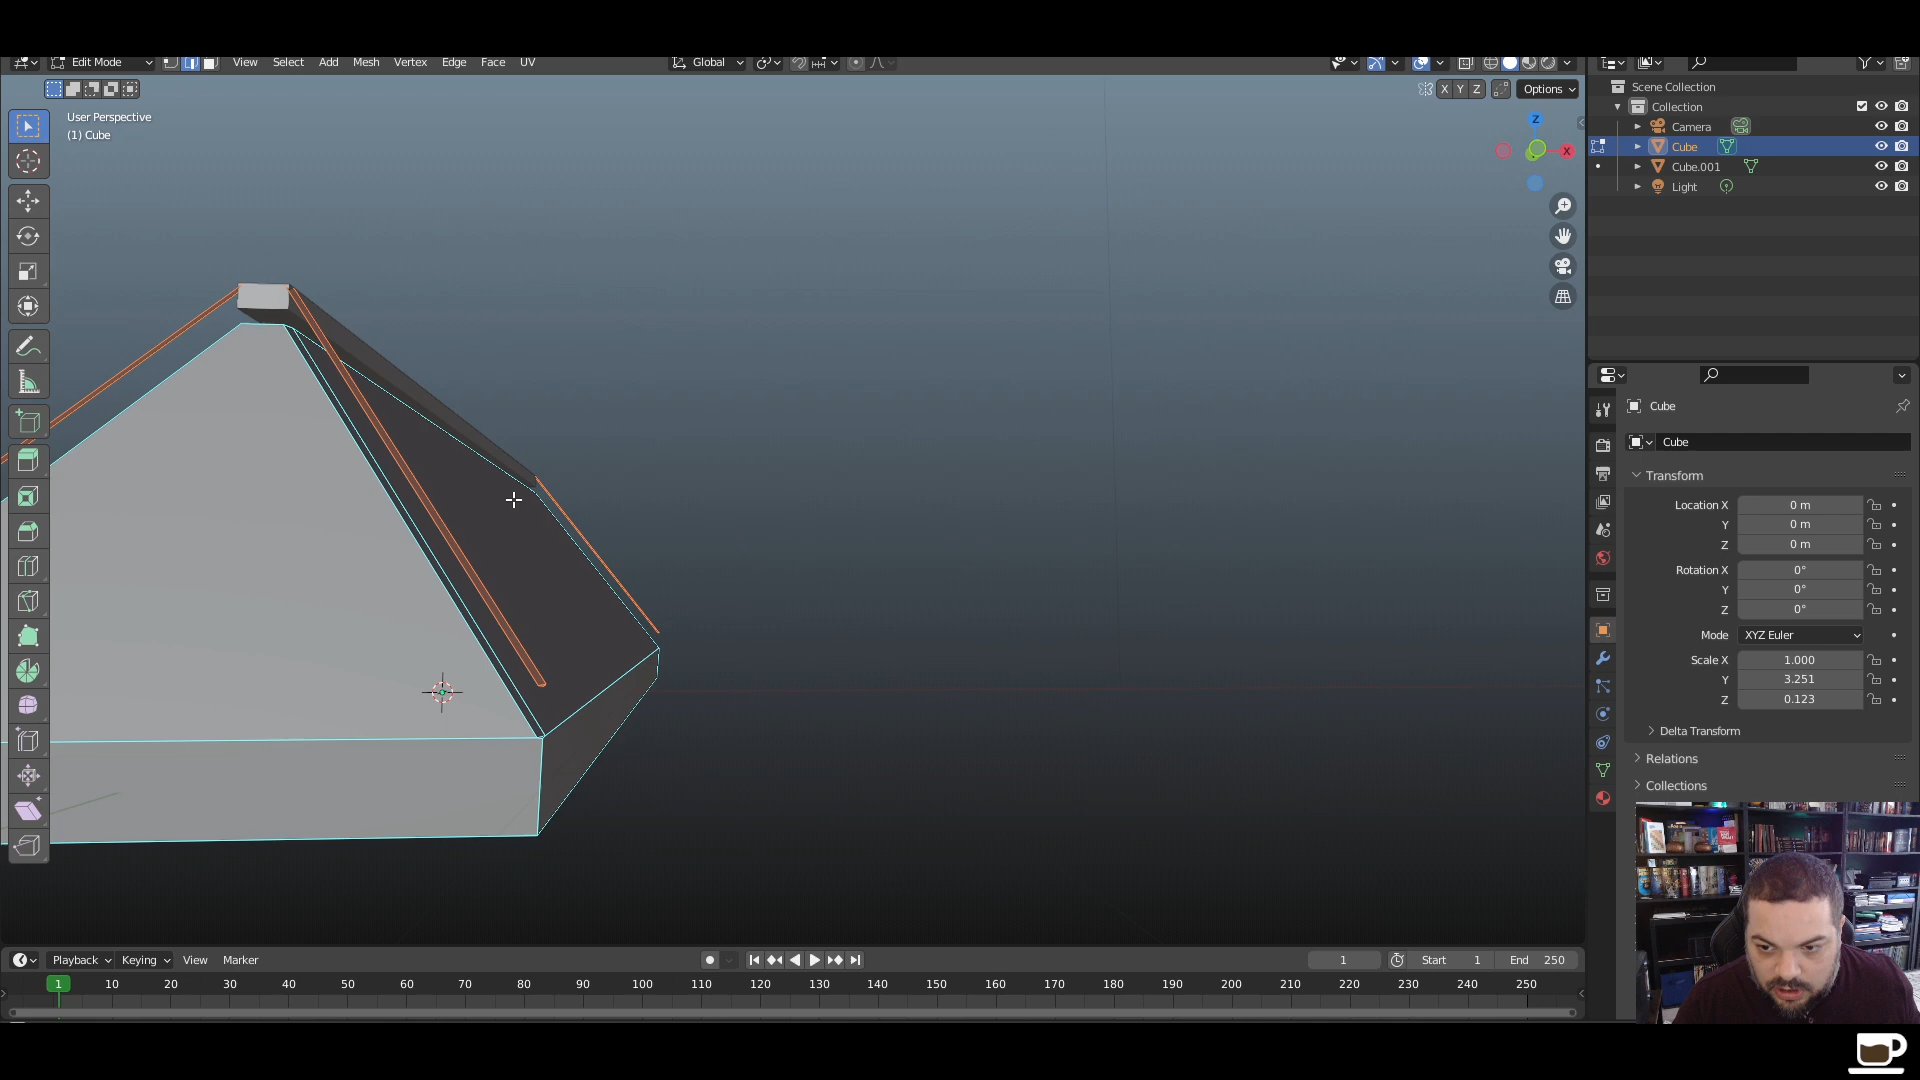 Edit Mode
View Select Add Mesh Vertex Edge Face UV
Global
X Y Z Options
User Perspective
(1) Cube
Z
X
Scene Collection
Collection
Camera
Cube
Cube.001
Light
Cube
Cube
Transform
Location X 0 m
Y 0 m
Z 0 m
Rotation X 0°
Y 0°
Z 0°
Mode XYZ Euler
Scale X 1.000
Y 3.251
Z 0.123
Delta Transform
Relations
Collections
Playback Keying View Marker
1 Start 1 End 250
1 10 20 30 40 50 60 70 80 90 100 110 120 130 140 150 160 170 180 190 200 210 220 230 240 250